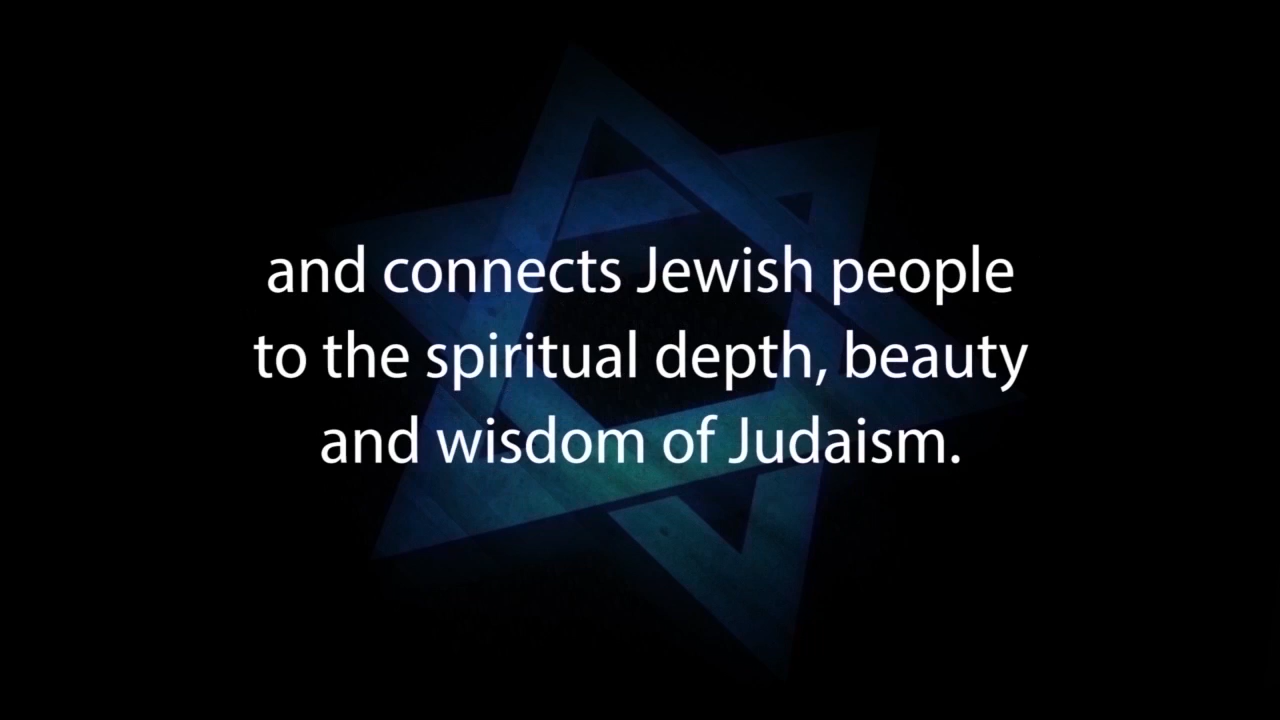 and connects Jewish people
to the spiritual depth, beauty
and wisdom of Judaism.